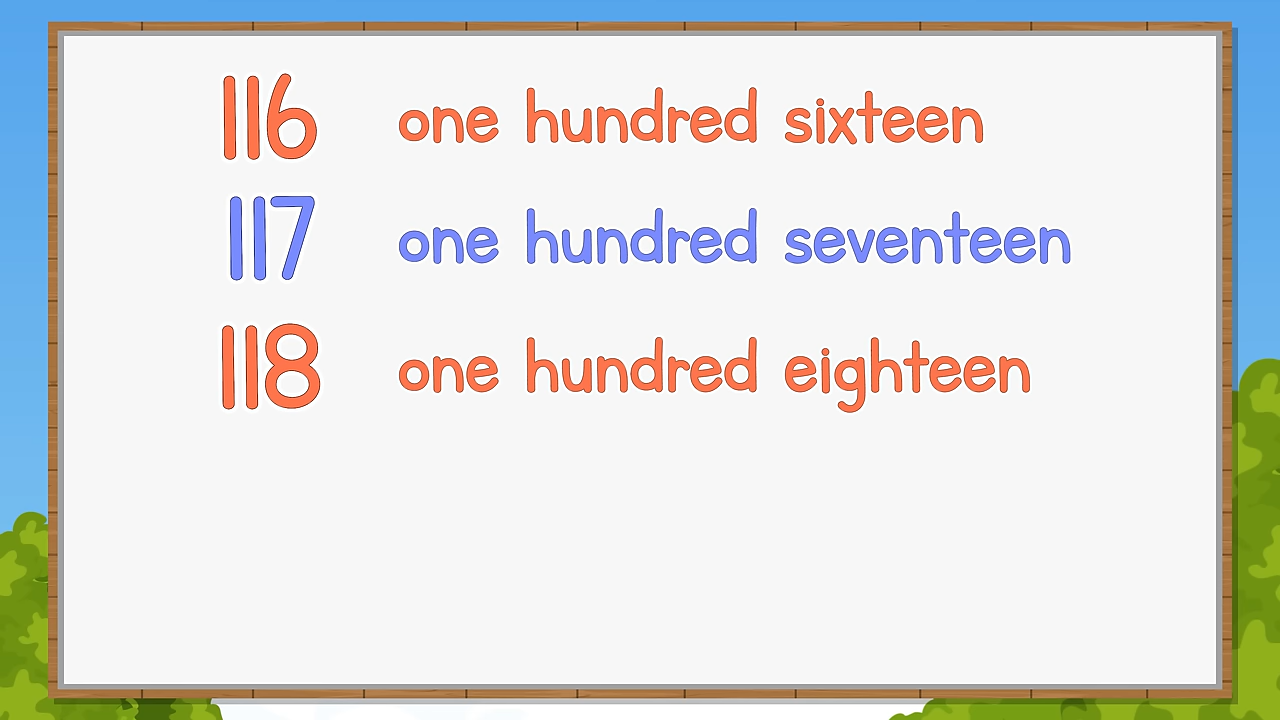 116 one hundred sixteen
117 one hundred seventeen
118 one hundred eighteen